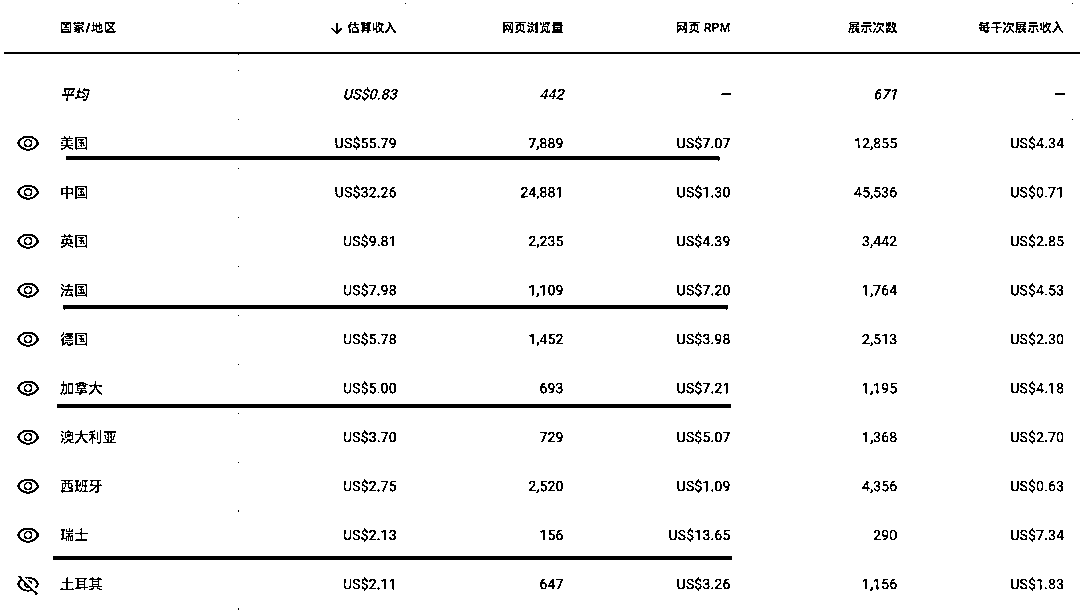 国家/地区 ↓ 估算收入 网页浏览量 网页 RPM 展示次数 每千次展示收入
平均 US$0.83 442 — 671 —
美国 US$55.79 7,889 US$7.07 12,855 US$4.34
中国 US$32.26 24,881 US$1.30 45,536 US$0.71
英国 US$9.81 2,235 US$4.39 3,442 US$2.85
法国 US$7.98 1,109 US$7.20 1,764 US$4.53
德国 US$5.78 1,452 US$3.98 2,513 US$2.30
加拿大 US$5.00 693 US$7.21 1,195 US$4.18
澳大利亚 US$3.70 729 US$5.07 1,368 US$2.70
西班牙 US$2.75 2,520 US$1.09 4,356 US$0.63
瑞士 US$2.13 156 US$13.65 290 US$7.34
土耳其 US$2.11 647 US$3.26 1,156 US$1.83